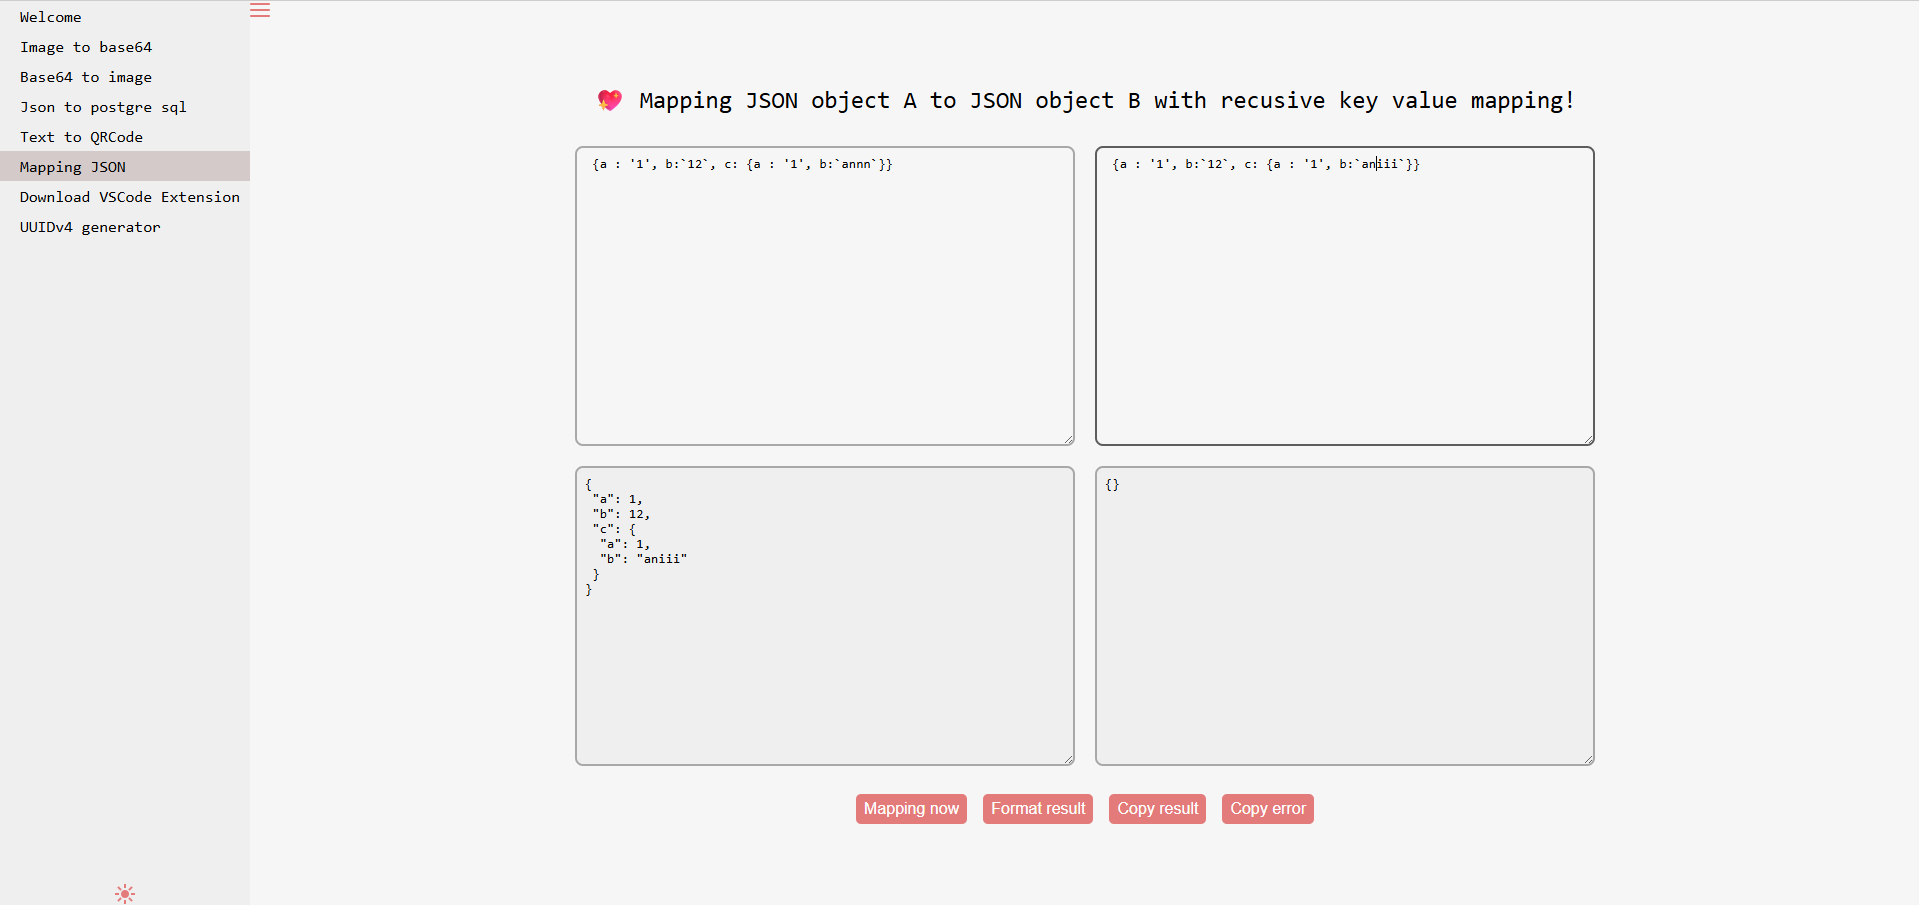 Welcome
Image to base64
Base64 to image
Json to postgre sql
Text to QRCode
Mapping JSON
Download VSCode Extension
UUIDv4 generator
💖 Mapping JSON object A to JSON object B with recusive key value mapping!
{a : '1', b:`12`, c: {a : '1', b:`annn`}}
{a : '1', b:`12`, c: {a : '1', b:`aniii`}}
{
 "a": 1,
 "b": 12,
 "c": {
  "a": 1,
  "b": "aniii"
 }
}
{}
Mapping now
Format result
Copy result
Copy error